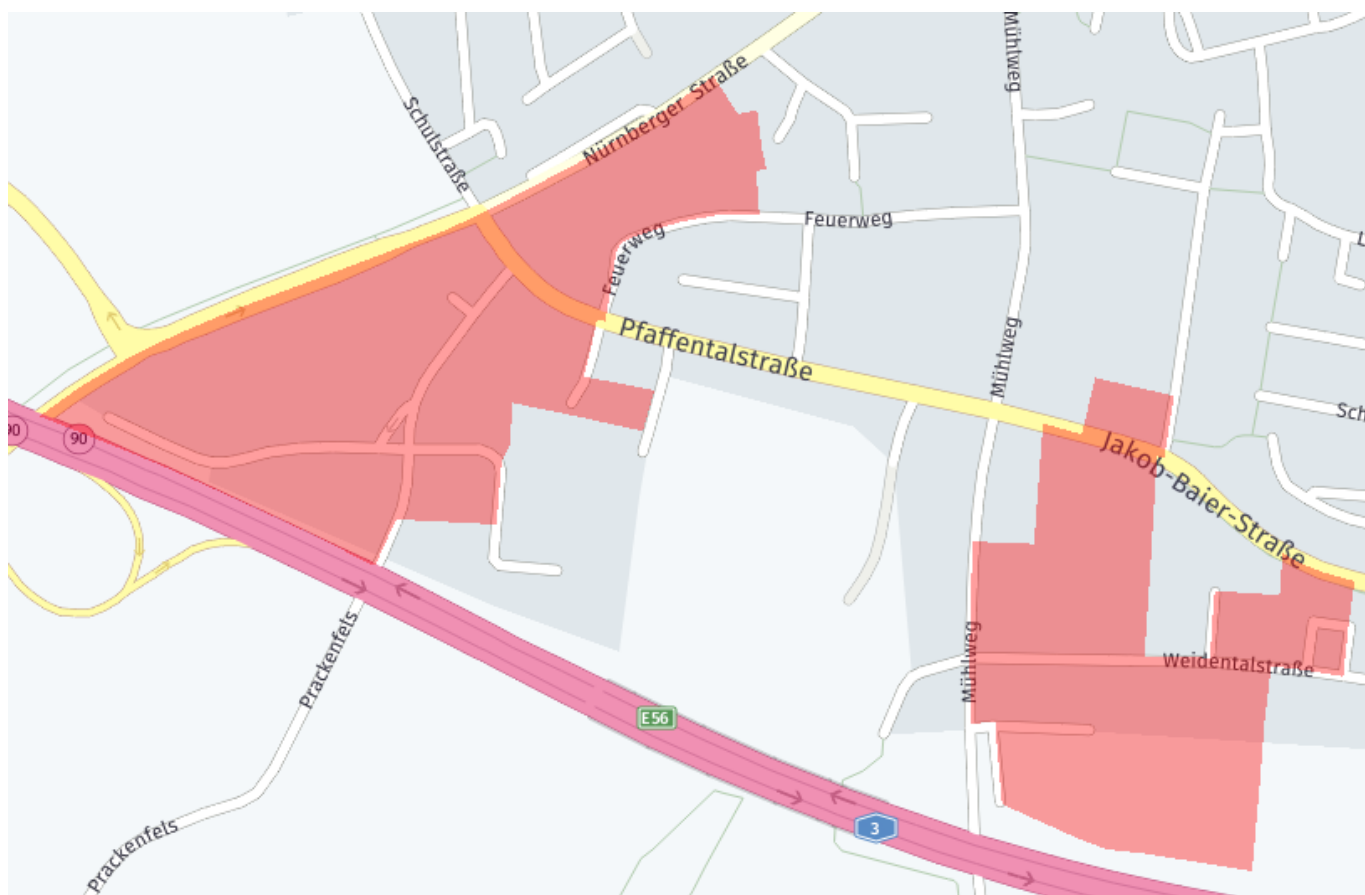 Mühlweg
Nürnberger Straße
Schulstraße
Feuerweg
Feuerweg
Pfaffentalstraße
Mühlweg
Sch
90
90
Jakob-Baier-Straße
Mühlweg
Weidentalstraße
Prackenfels
E56
3
Prackenfels